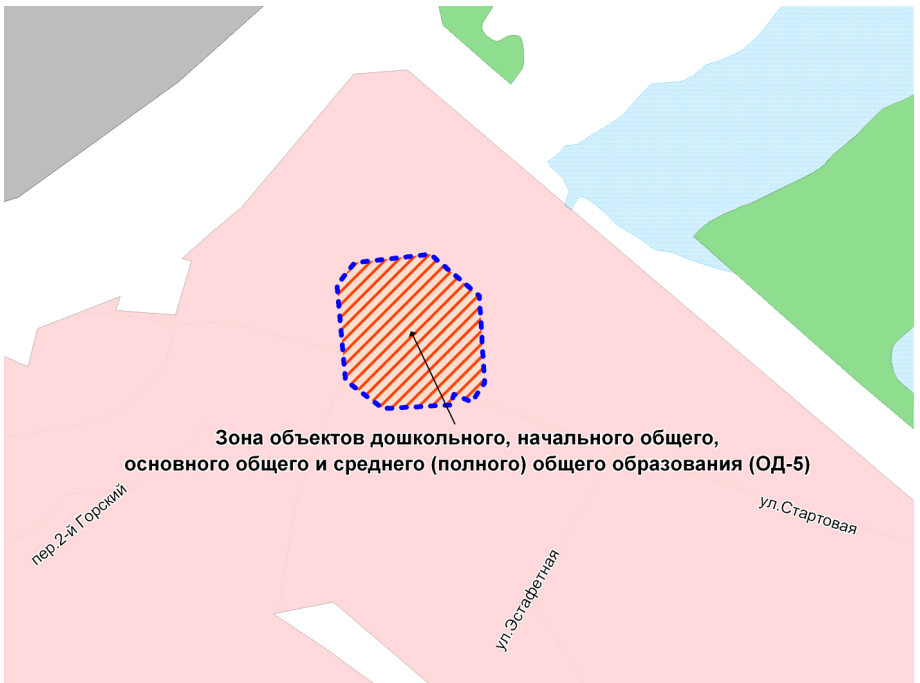 Зона объектов дошкольного, начального общего,
основного общего и среднего (полного) общего образования (ОД-5)
пер.2-й Горский
ул.Эстафетная
ул.Стартовая